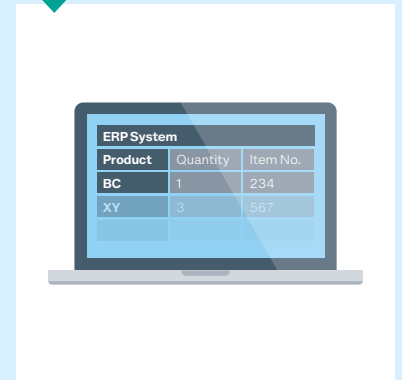 ERP System
Product Quantity Item No.
BC 1 234
XY 3 567